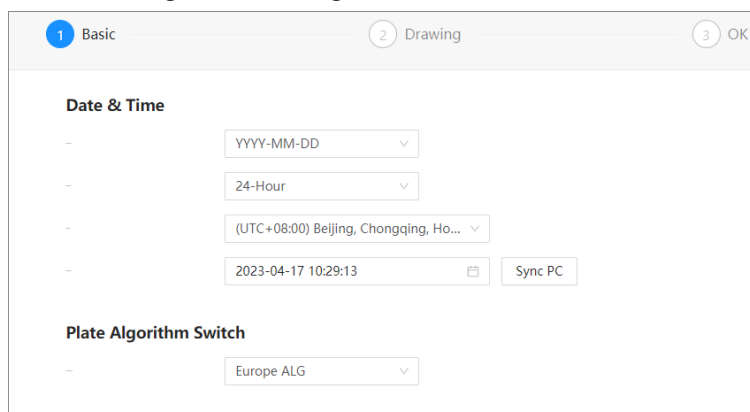 1 Basic 2 Drawing 3 OK
Date & Time
– YYYY-MM-DD
– 24-Hour
– (UTC+08:00) Beijing, Chongqing, Ho...
– 2023-04-17 10:29:13 Sync PC
Plate Algorithm Switch
– Europe ALG